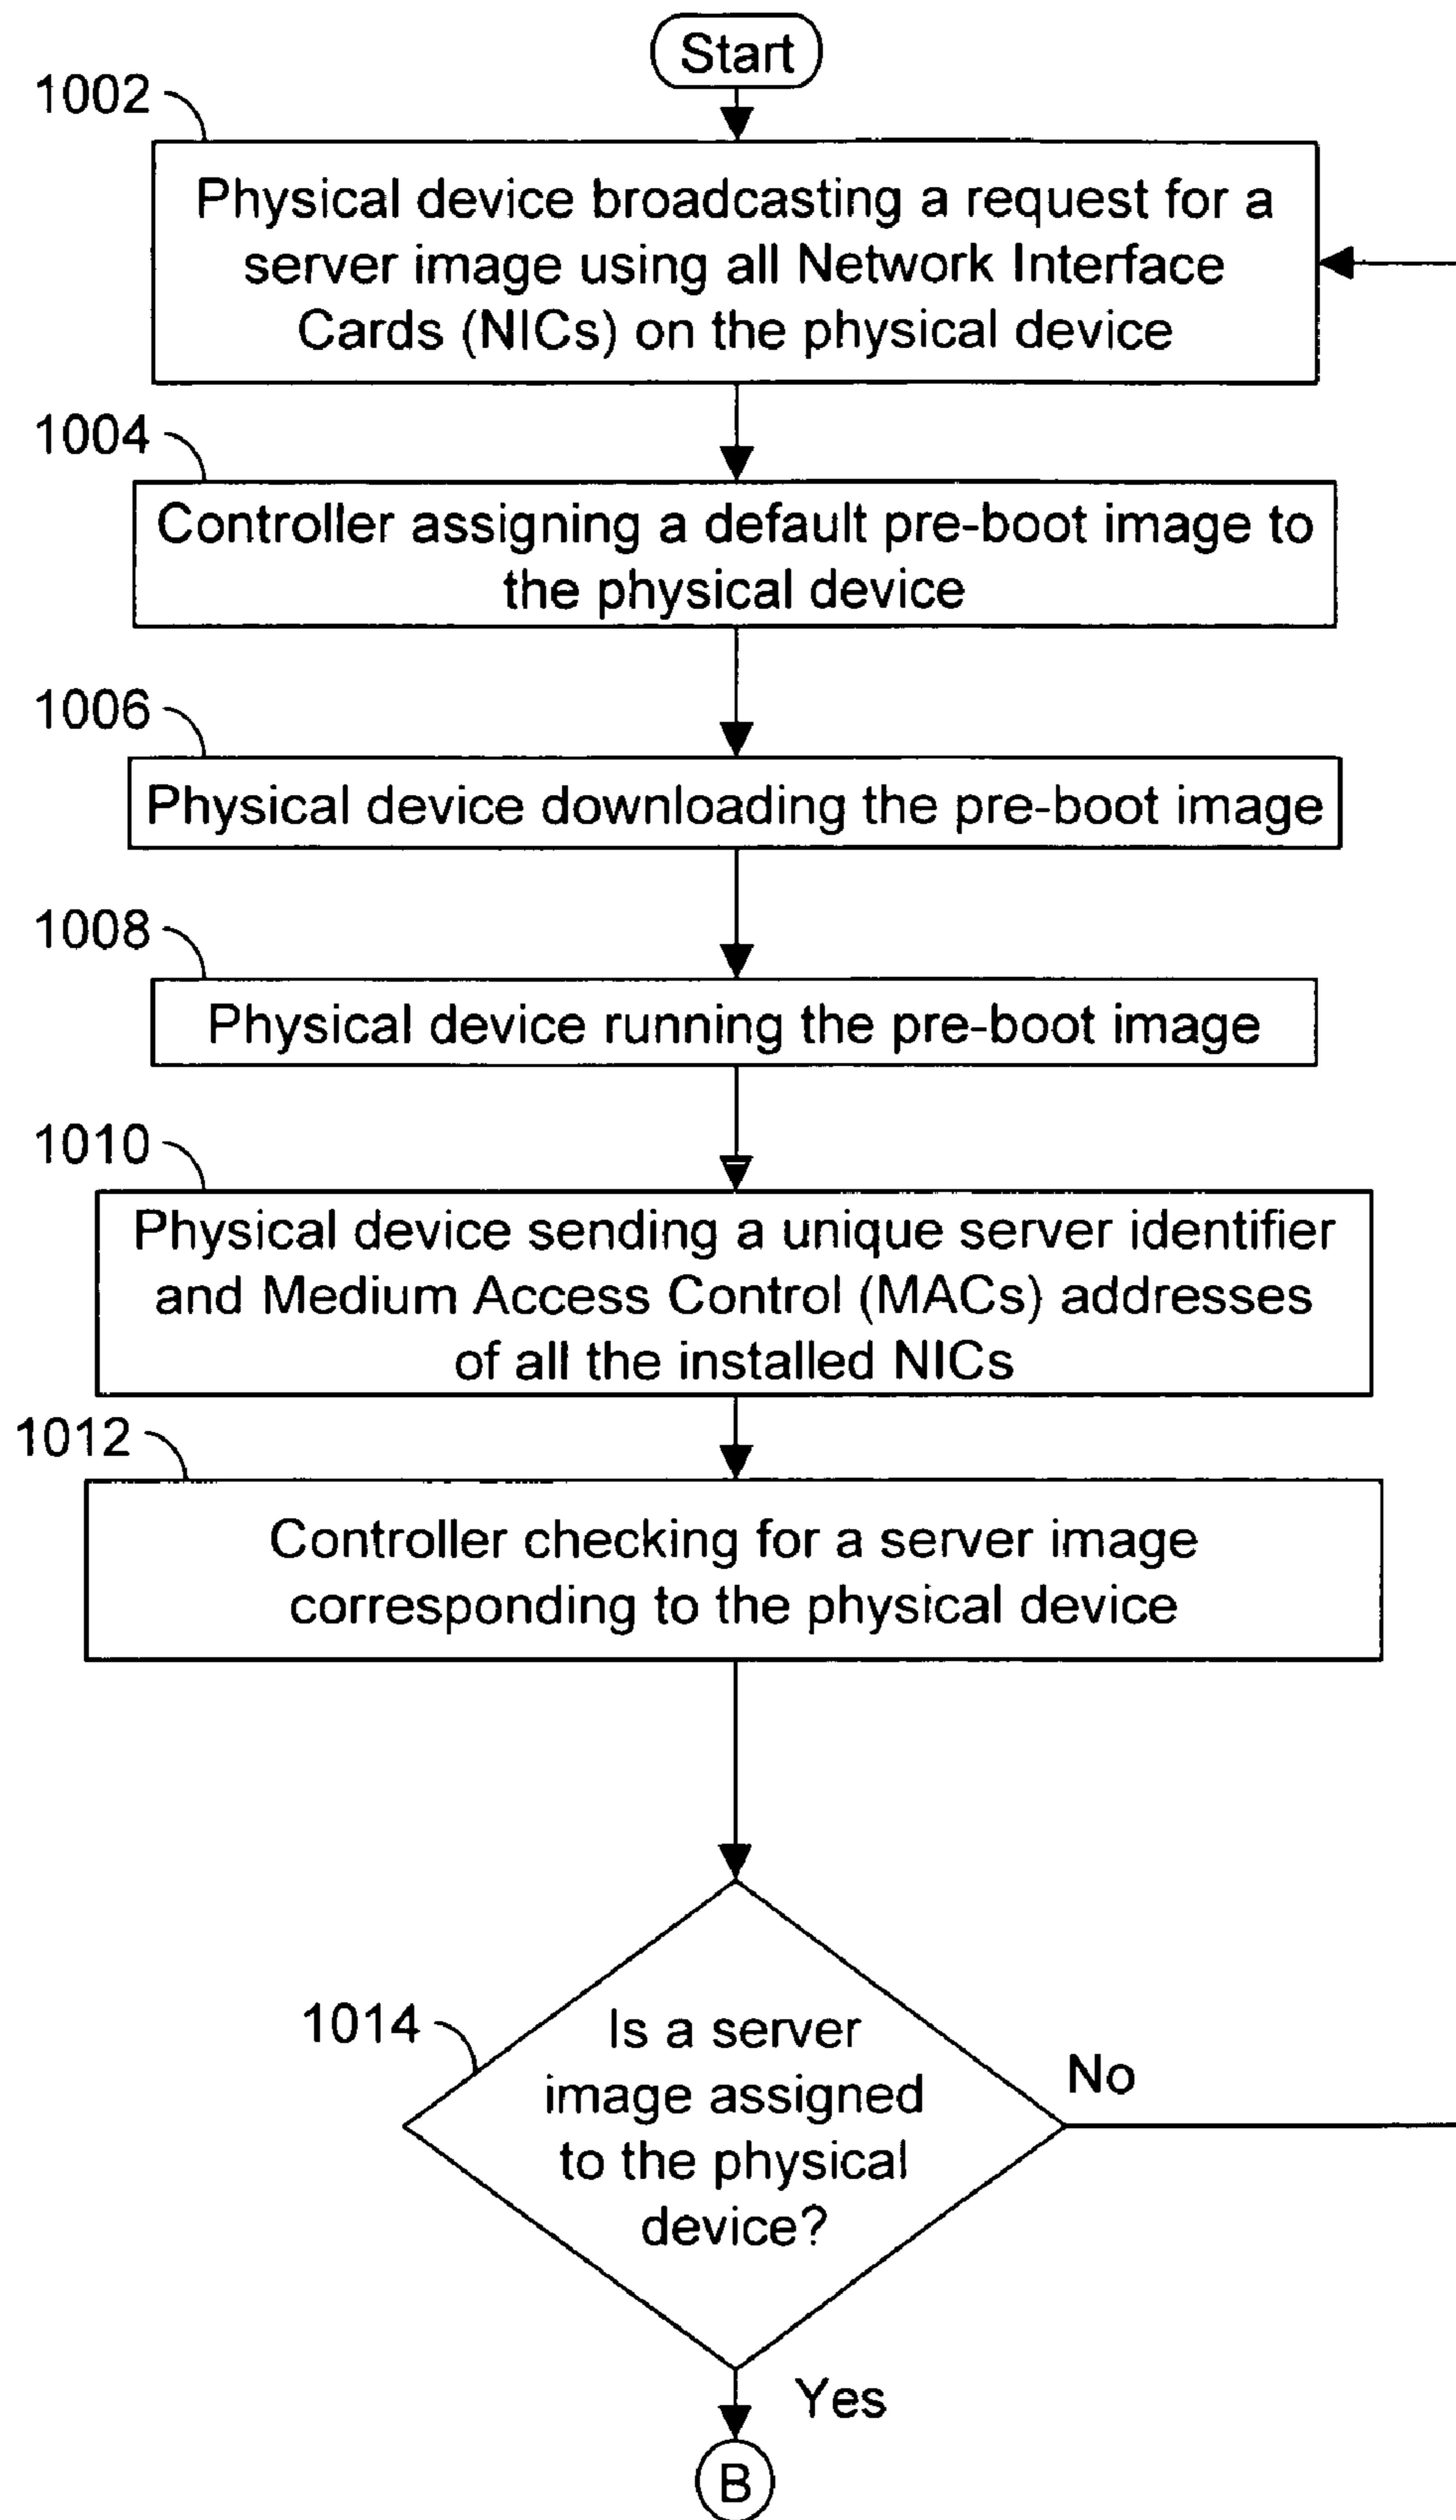 Start
1002
Physical device broadcasting a request for a
server image using all Network Interface
Cards (NICs) on the physical device
1004
Controller assigning a default pre-boot image to
the physical device
1006
Physical device downloading the pre-boot image
1008
Physical device running the pre-boot image
1010
Physical device sending a unique server identifier
and Medium Access Control (MACs) addresses
of all the installed NICs
1012
Controller checking for a server image
corresponding to the physical device
1014
Is a server
image assigned
to the physical
device?
No
Yes
B